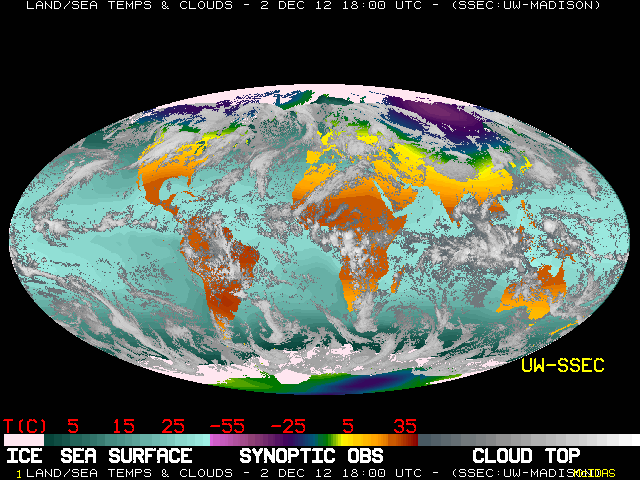 LAND/SEA TEMPS & CLOUDS - 2 DEC 12 18:00 UTC - (SSEC:UW-MADISON)
UW-SSEC
T(C) 5 15 25 -55 -25 5 35
ICE SEA SURFACE SYNOPTIC OBS CLOUD TOP
1 LAND/SEA TEMPS & CLOUDS - 2 DEC 12 18:00 UTC - (SSEC:UW-MADISON)